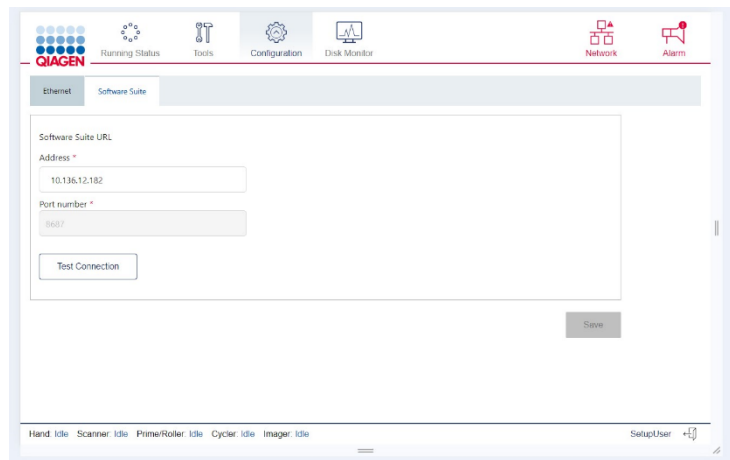 QIAGEN
Running Status
Tools
Configuration
Disk Monitor
Network
Alarm
Ethernet
Software Suite
Software Suite URL
Address *
10.136.12.182
Port number *
8687
Test Connection
Save
Hand: Idle Scanner: Idle Prime/Roller: Idle Cycler: Idle Imager: Idle
SetupUser